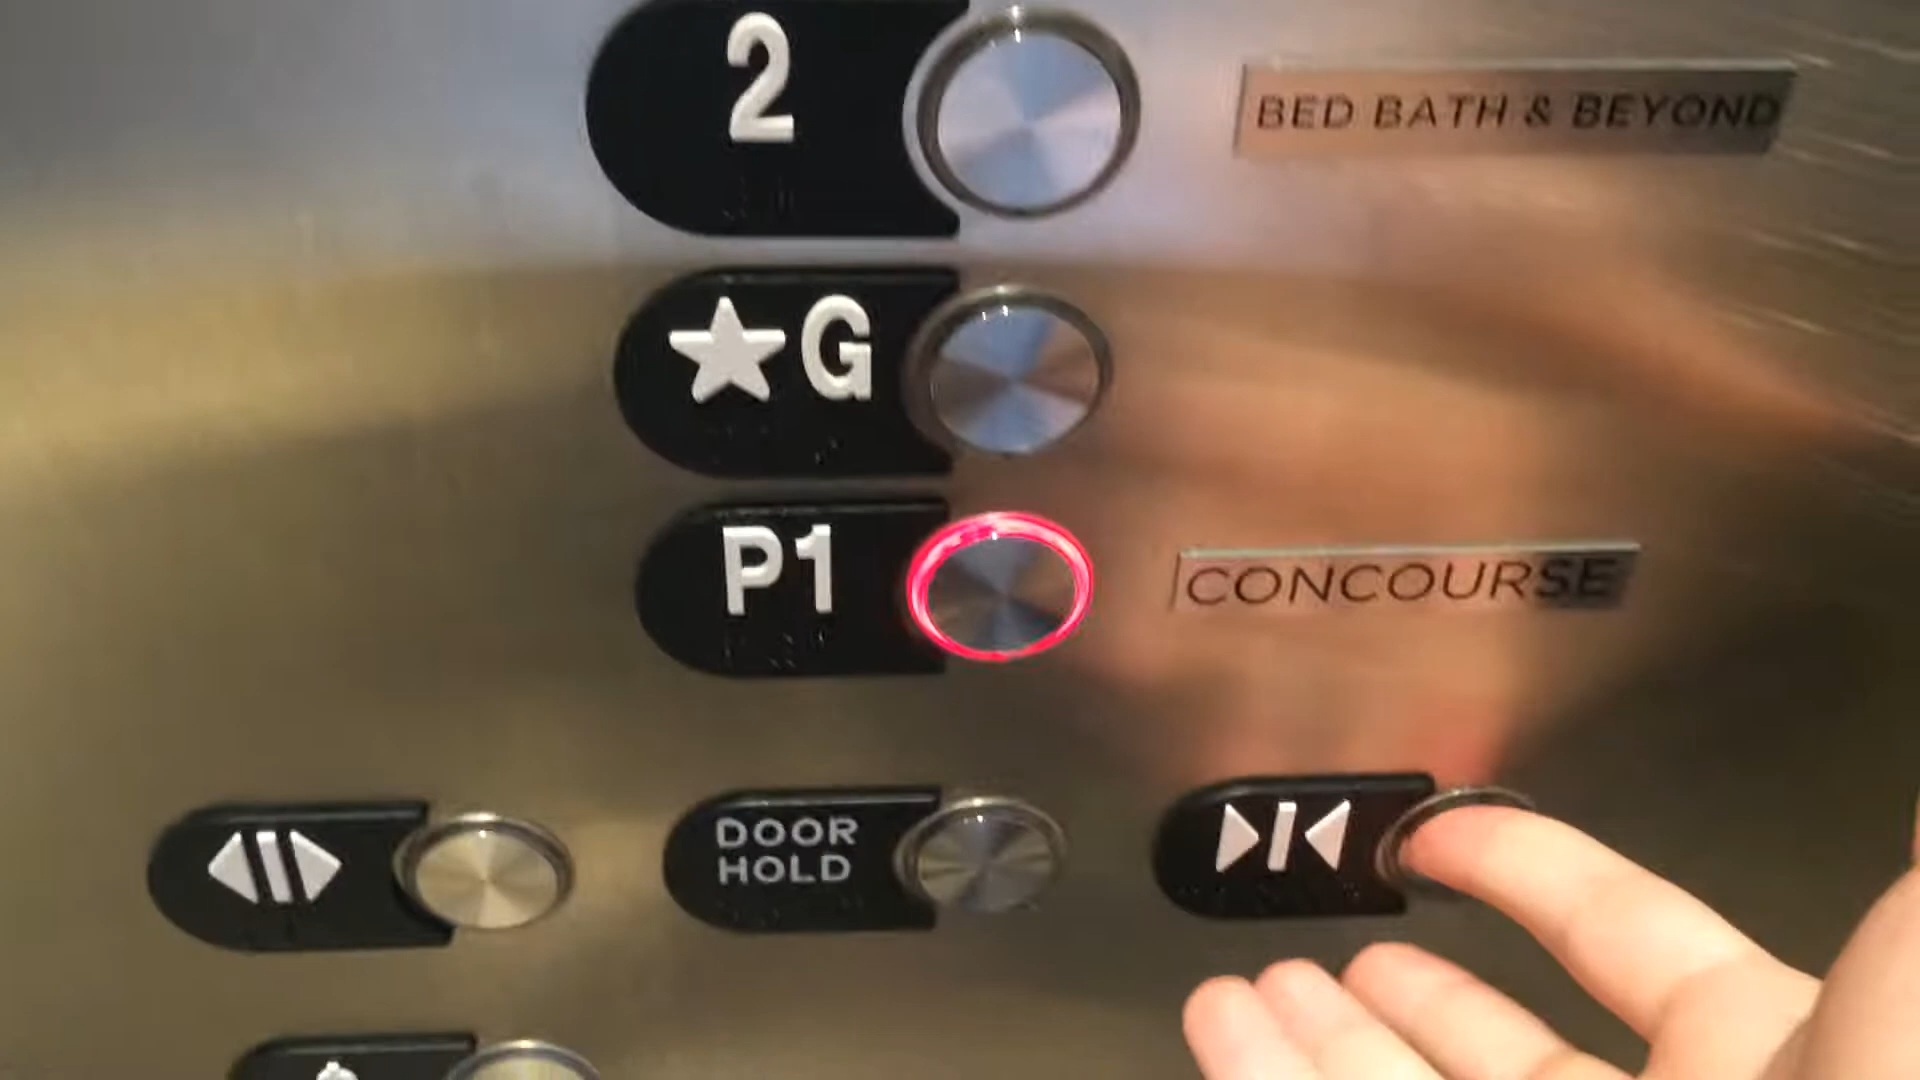 2
BED BATH & BEYOND
★G
P1
CONCOURSE
DOOR
HOLD